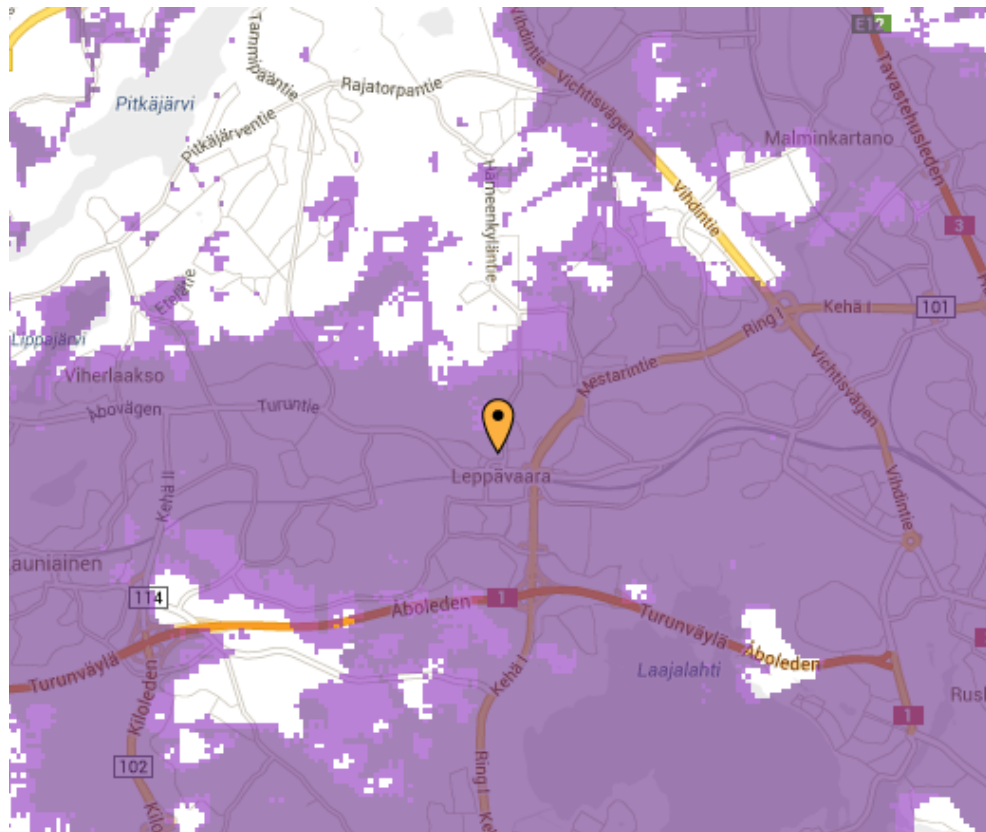 E12
Vihdintie
Tammipääntie
Rajatorpantie
Vichtisvägen
Tavastehusleden
Pitkäjärvi
Pitkäjärventie
Malminkartano
Hämeenkyläntie
Vihdintie
3
Etelätie
Kehä I
101
Ring I
Lippajärvi
Viherlaakso
Mestarintie
Vichtisvägen
Åbovägen
Turuntie
Leppävaara
Kehä II
Vihdintie
auniainen
114
1
Åboleden
Turunväylä
Åboleden
Laajalahti
Turunväylä
Kehä I
Kiloleden
Rusl
1
102
Ring I